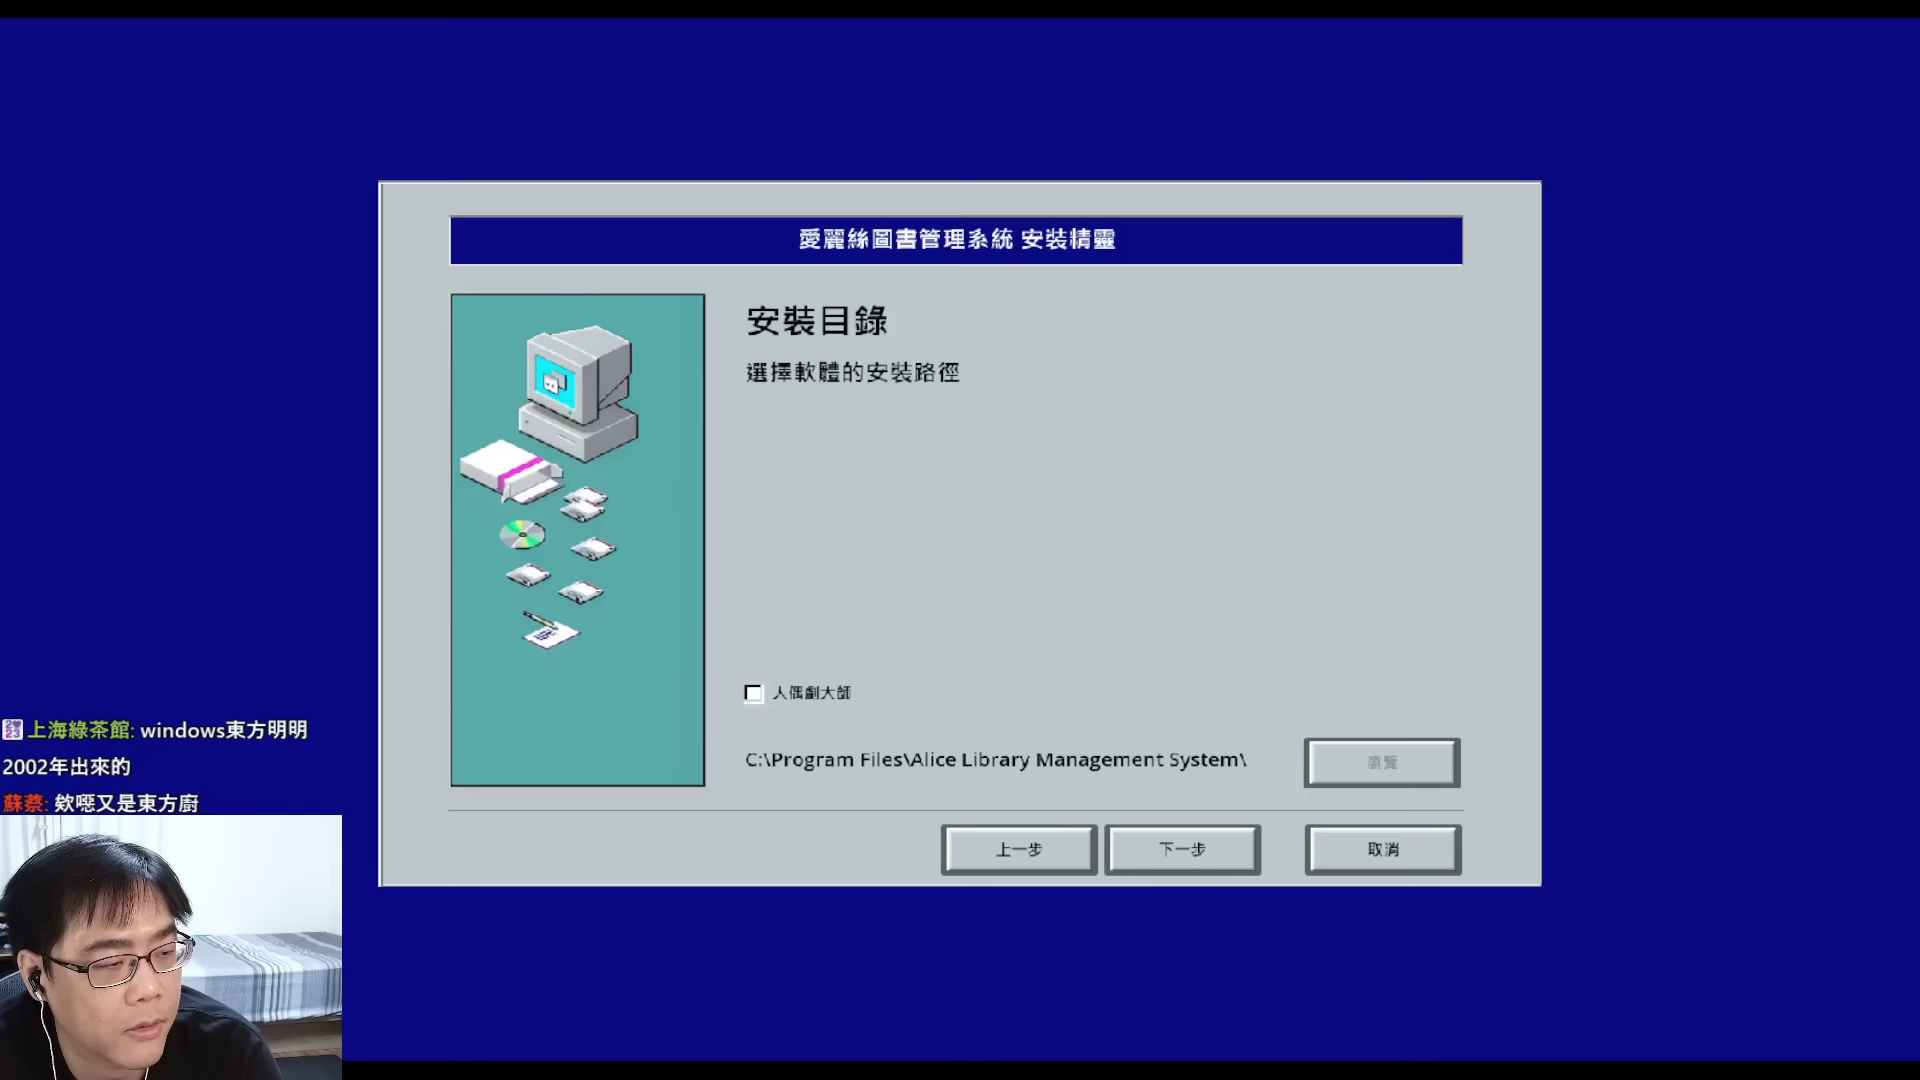 愛麗絲圖書管理系統 安裝精靈
安裝目錄
選擇軟體的安裝路徑
人偶劇大師
C:\Program Files\Alice Library Management System\
瀏覽
上一步
下一步
取消
上海綠茶館: windows東方明明
2002年出來的
蘇蔡: 欸噁又是東方廚